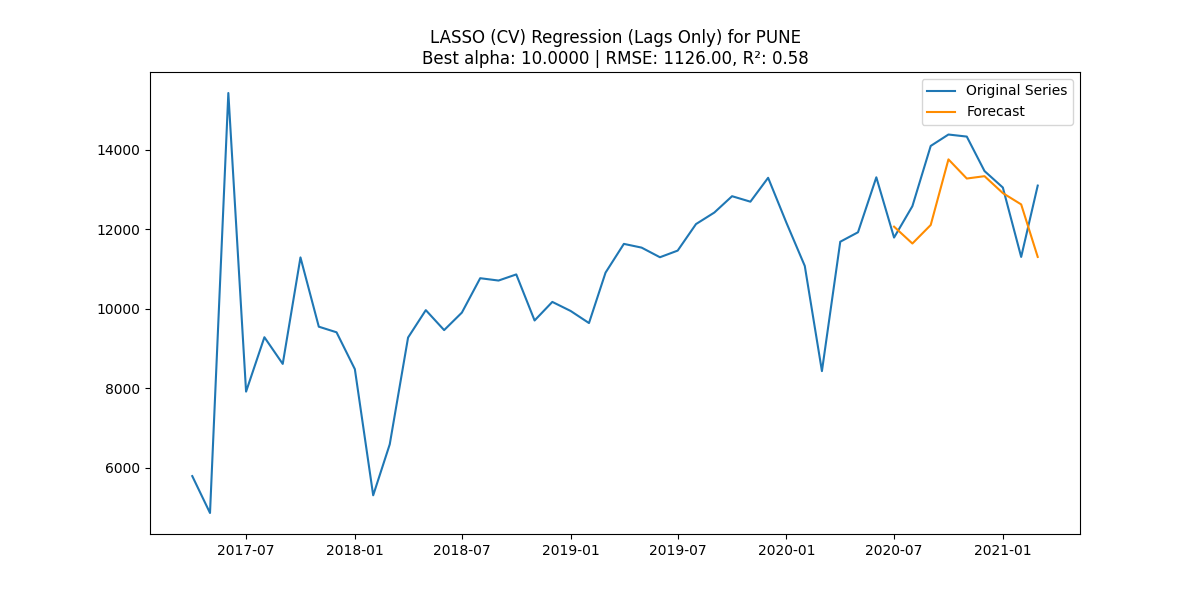 LASSO (CV) Regression (Lags Only) for PUNE
Best alpha: 10.0000 | RMSE: 1126.00, R²: 0.58
Original Series
Forecast
14000
12000
10000
8000
6000
2017-07 2018-01 2018-07 2019-01 2019-07 2020-01 2020-07 2021-01